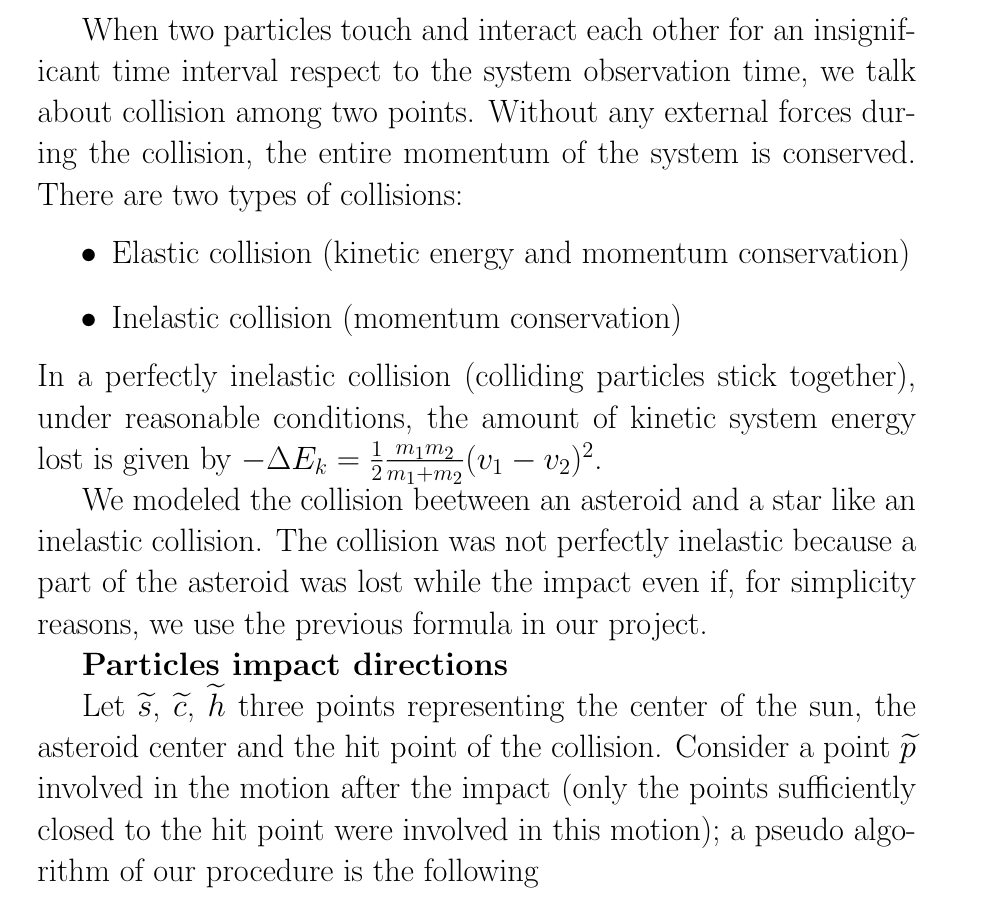 When two particles touch and interact each other for an insignif-
icant time interval respect to the system observation time, we talk
about collision among two points. Without any external forces dur-
ing the collision, the entire momentum of the system is conserved.
There are two types of collisions:
• Elastic collision (kinetic energy and momentum conservation)
• Inelastic collision (momentum conservation)
In a perfectly inelastic collision (colliding particles stick together),
under reasonable conditions, the amount of kinetic system energy
lost is given by $-\Delta E_k = \frac{1}{2}\frac{m_1 m_2}{m_1+m_2}(v_1 - v_2)^2$.
We modeled the collision beetween an asteroid and a star like an
inelastic collision. The collision was not perfectly inelastic because a
part of the asteroid was lost while the impact even if, for simplicity
reasons, we use the previous formula in our project.
Particles impact directions
Let $\widetilde{s}$, $\widetilde{c}$, $\widetilde{h}$ three points representing the center of the sun, the
asteroid center and the hit point of the collision. Consider a point $\widetilde{p}$
involved in the motion after the impact (only the points sufficiently
closed to the hit point were involved in this motion); a pseudo algo-
rithm of our procedure is the following